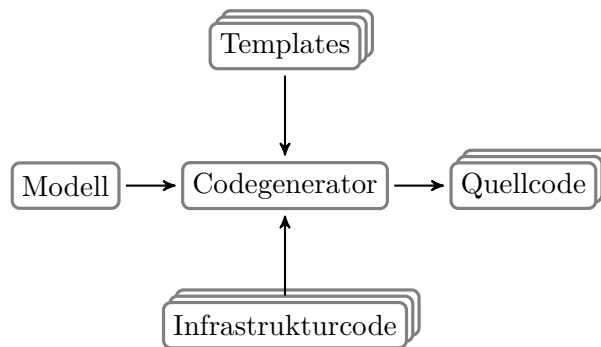 Templates
Modell
Codegenerator
Quellcode
Infrastrukturcode